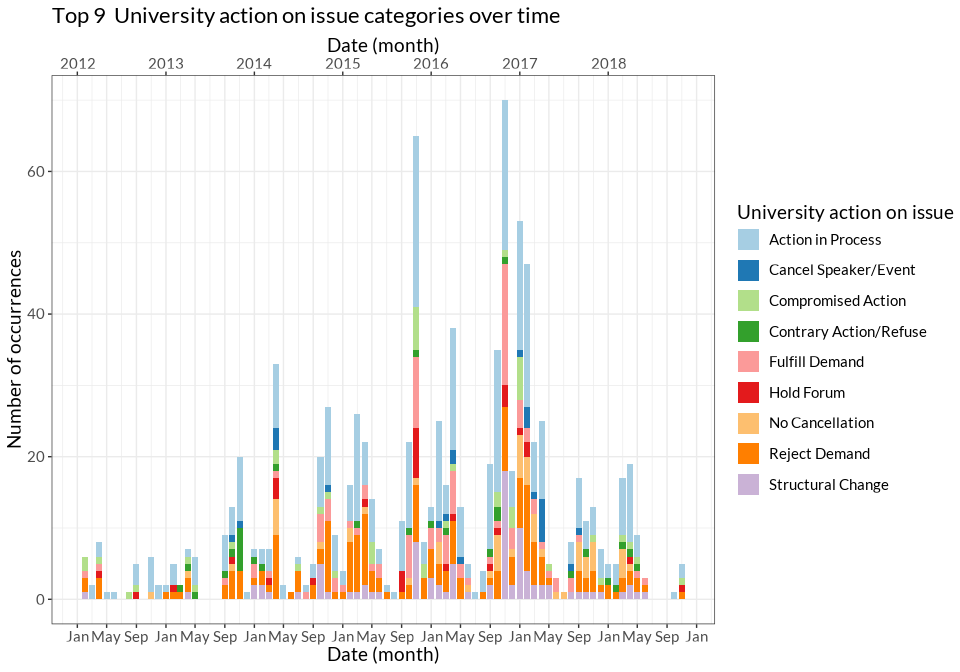 Top 9  University action on issue categories over time
Date (month)
2012 2013 2014 2015 2016 2017 2018
Number of occurrences
60
40
20
0
Jan May Sep Jan May Sep Jan May Sep Jan May Sep Jan May Sep Jan May Sep Jan May Sep Jan
Date (month)
University action on issue
Action in Process
Cancel Speaker/Event
Compromised Action
Contrary Action/Refuse
Fulfill Demand
Hold Forum
No Cancellation
Reject Demand
Structural Change